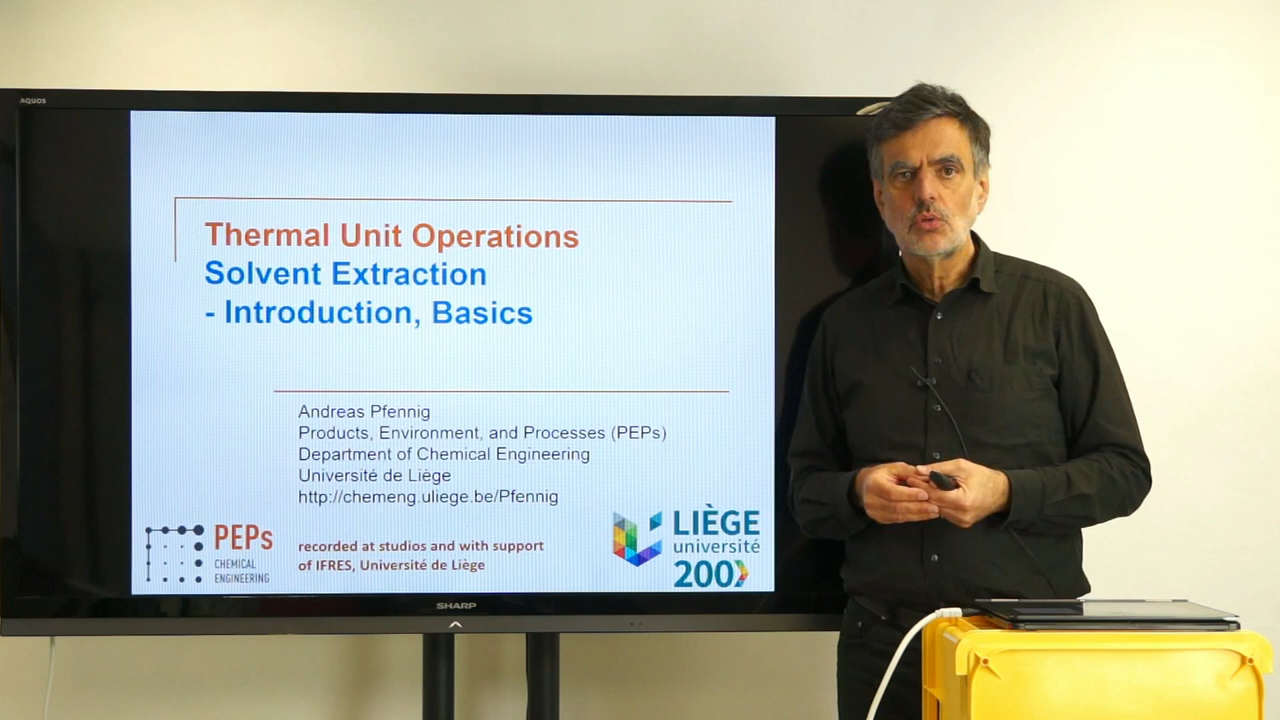 AQUOS
Thermal Unit Operations
Solvent Extraction
- Introduction, Basics
Andreas Pfennig
Products, Environment, and Processes (PEPs)
Department of Chemical Engineering
Université de Liège
http://chemeng.uliege.be/Pfennig
PEPs
CHEMICAL
ENGINEERING
recorded at studios and with support
of IFRES, Université de Liège
LIÈGE
université
200
SHARP